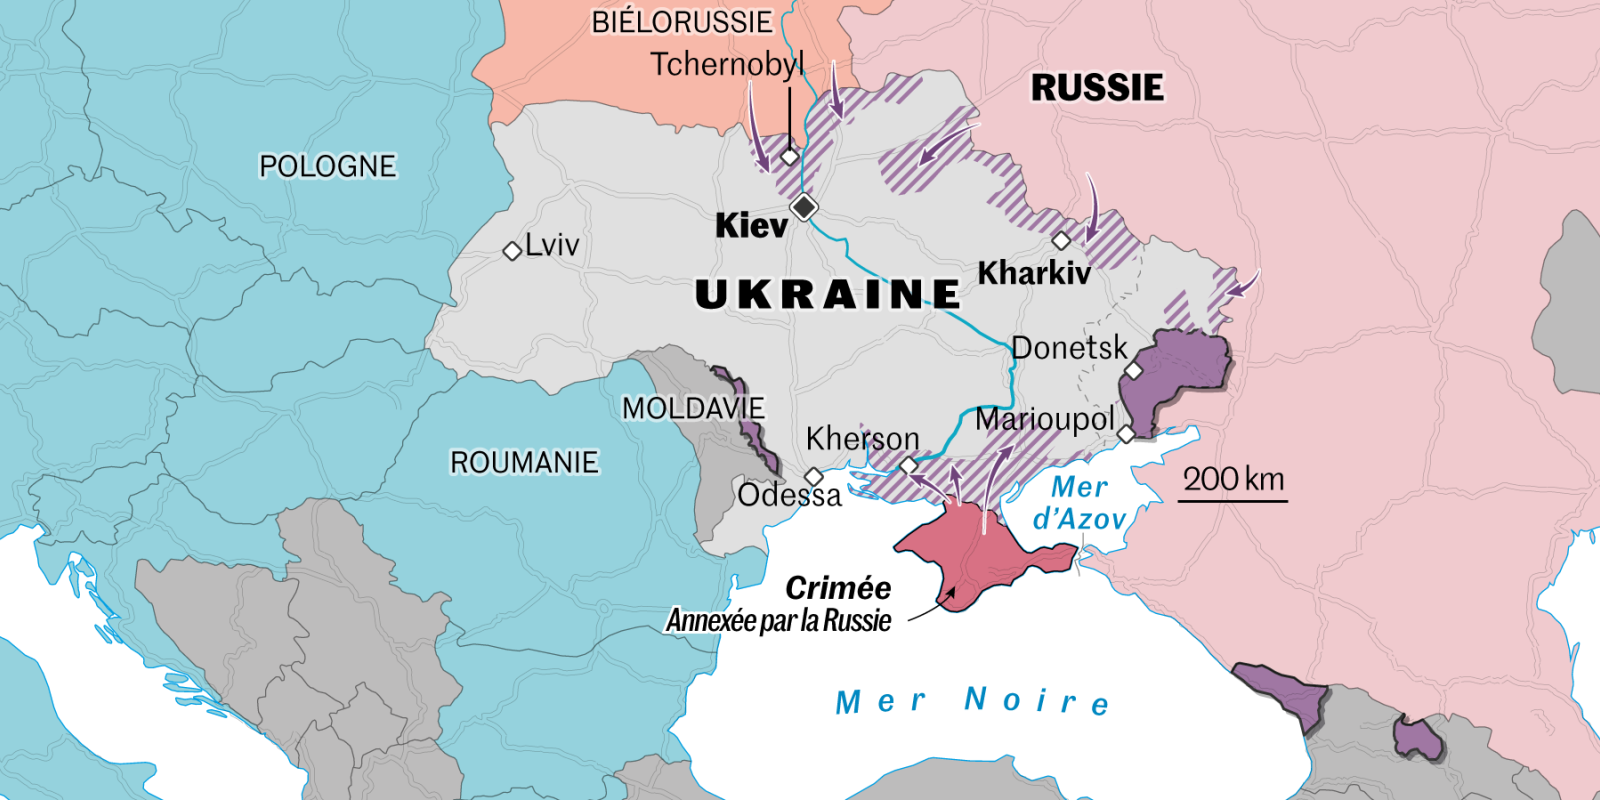 BIÉLORUSSIE
Tchernobyl
RUSSIE
POLOGNE
Kiev
Lviv
Kharkiv
UKRAINE
Donetsk
MOLDAVIE
Marioupol
Kherson
ROUMANIE
Odessa
200 km
Mer
d'Azov
Crimée
Annexée par la Russie
Mer Noire